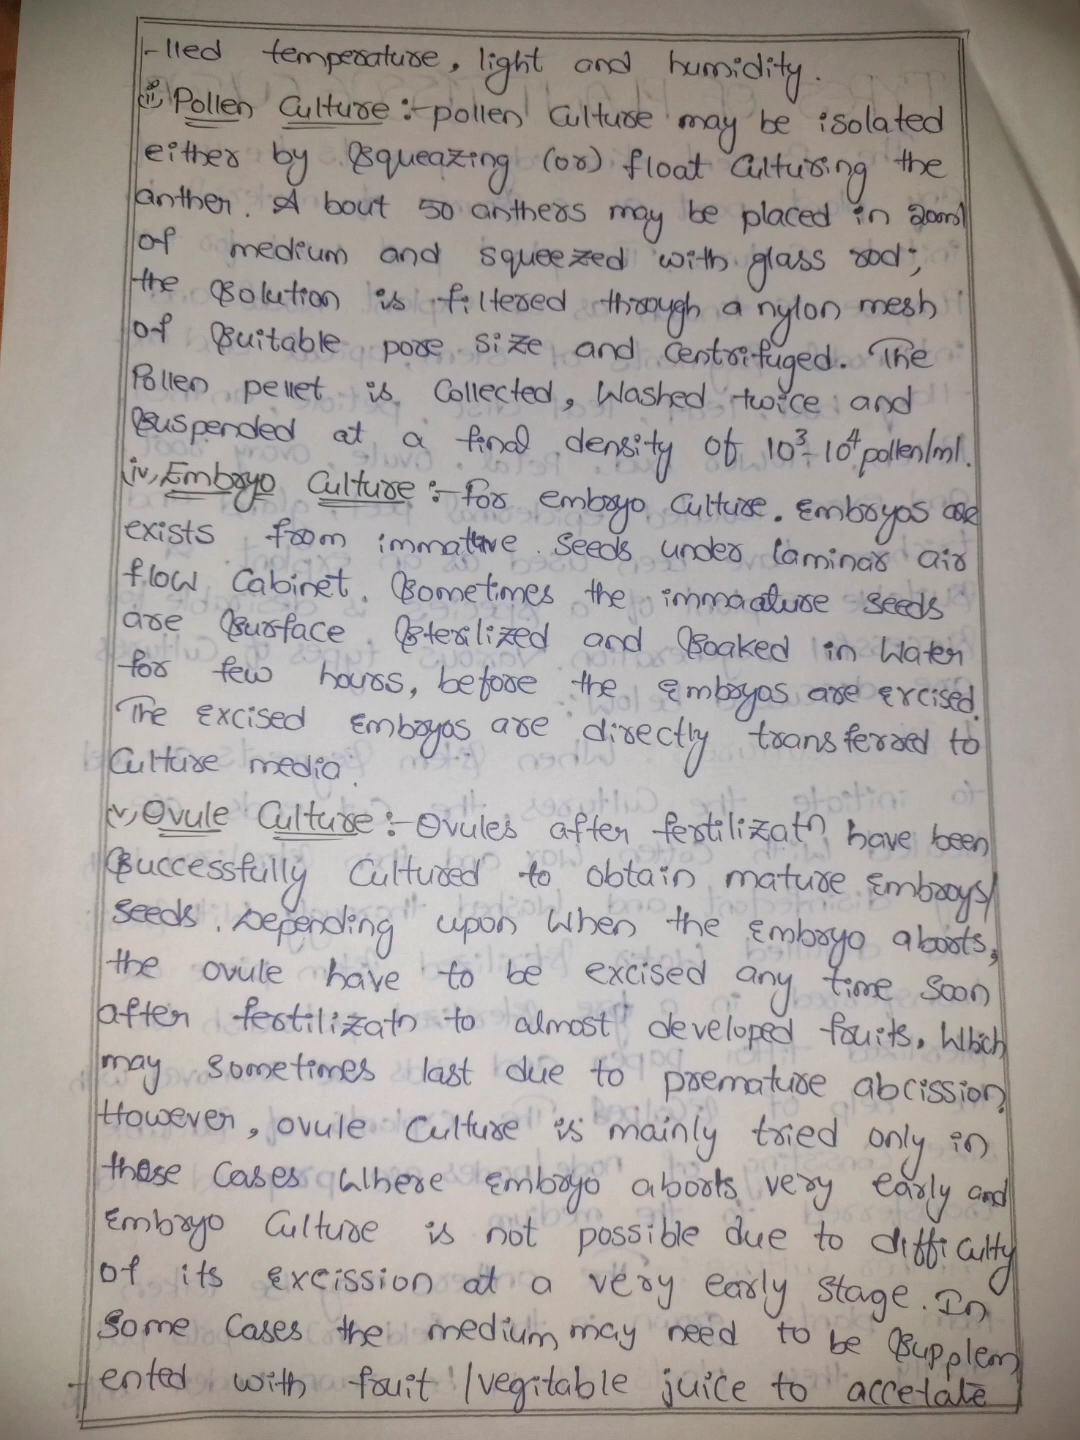 -lled temperature, light and humidity.
iii, Pollen Culture :- pollen Culture may be isolated
either by squeazing (or) float Culturing the
anther. A bout 50 anthers may be placed in 20ml
of medium and squeezed with glass rod;
the solution is filtered through a nylon mesh
of suitable pore size and centrifuged. The
Pollen pellet is collected, Washed twice and
suspended at a final density of 10³-10⁴ pollen/ml.
iv, Embryo Culture :- for embryo Culture. Embryos are
exists from immative seeds under laminar air
flow Cabinet. Sometimes the immaature seeds
are surface sterilized and soaked in Water
for few hours, before the Embryos are Excised.
The Excised Embryos are directly transferred to
Culture media.
v, Ovule Culture :- Ovules after fertilizatn have been
successfully Cultured to obtain mature Embroys/
seeds. Depending upon When the Embryo aborts,
the ovule have to be excised any time soon
after fertilizatn to almost developed fruits. Which
may sometimes last due to premature abcission.
However, ovule Culture is mainly tried only in
those Cases Where Embryo aborts very early and
Embryo Culture is not possible due to difficulty
of its Excission at a very early stage. In
Some Cases the medium may need to be Supplem
-ented with fruit /vegitable juice to accetate